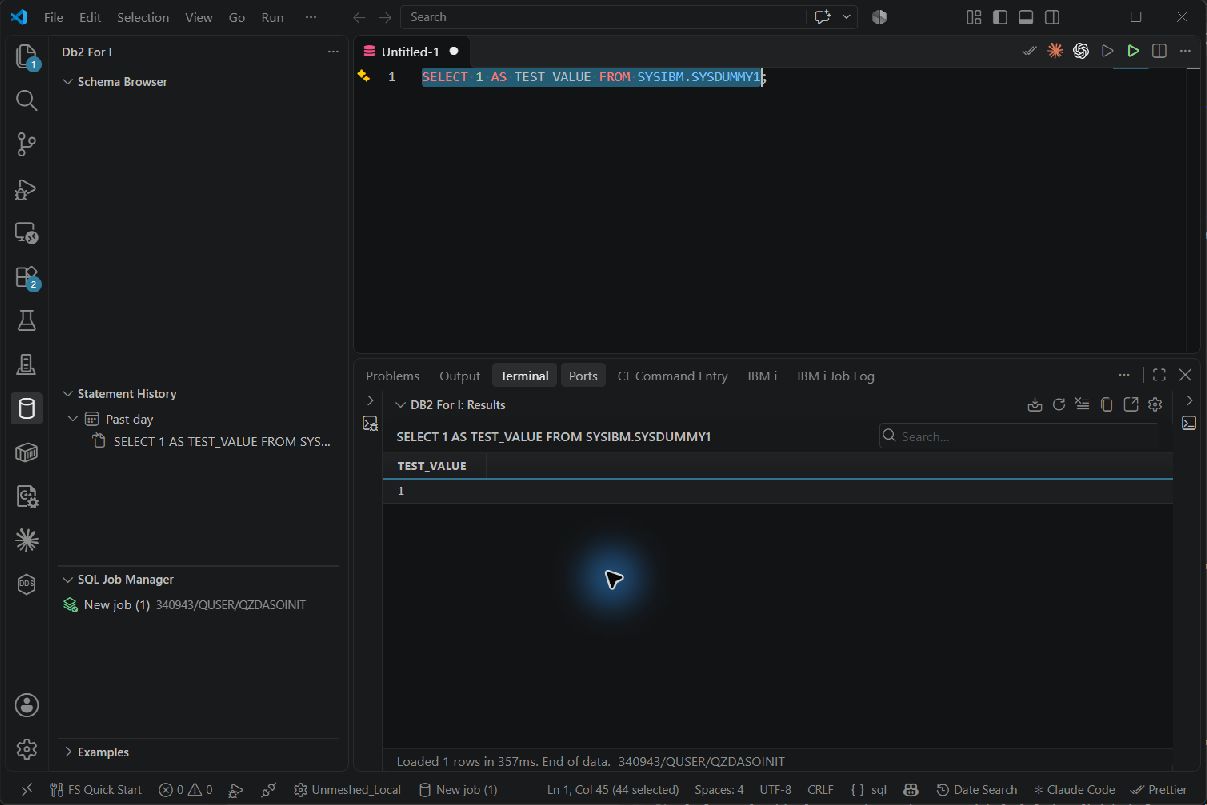 File Edit Selection View Go Run ··· Search
Db2 For I
Untitled-1
1
Schema Browser
1 SELECT 1 AS TEST_VALUE FROM SYSIBM.SYSDUMMY1;
2
Problems Output Terminal Ports CL Command Entry IBM i IBM i Job Log
Statement History
DB2 For I: Results
Past day
SELECT 1 AS TEST_VALUE FROM SYS...
SELECT 1 AS TEST_VALUE FROM SYSIBM.SYSDUMMY1 Search...
TEST_VALUE
1
SQL Job Manager
DDS
New job (1) 340943/QUSER/QZDASOINIT
Examples
Loaded 1 rows in 357ms. End of data. 340943/QUSER/QZDASOINIT
FS Quick Start 0 0 Unmeshed_Local New job (1) Ln 1, Col 45 (44 selected) Spaces: 4 UTF-8 CRLF { } sql Date Search Claude Code Prettier